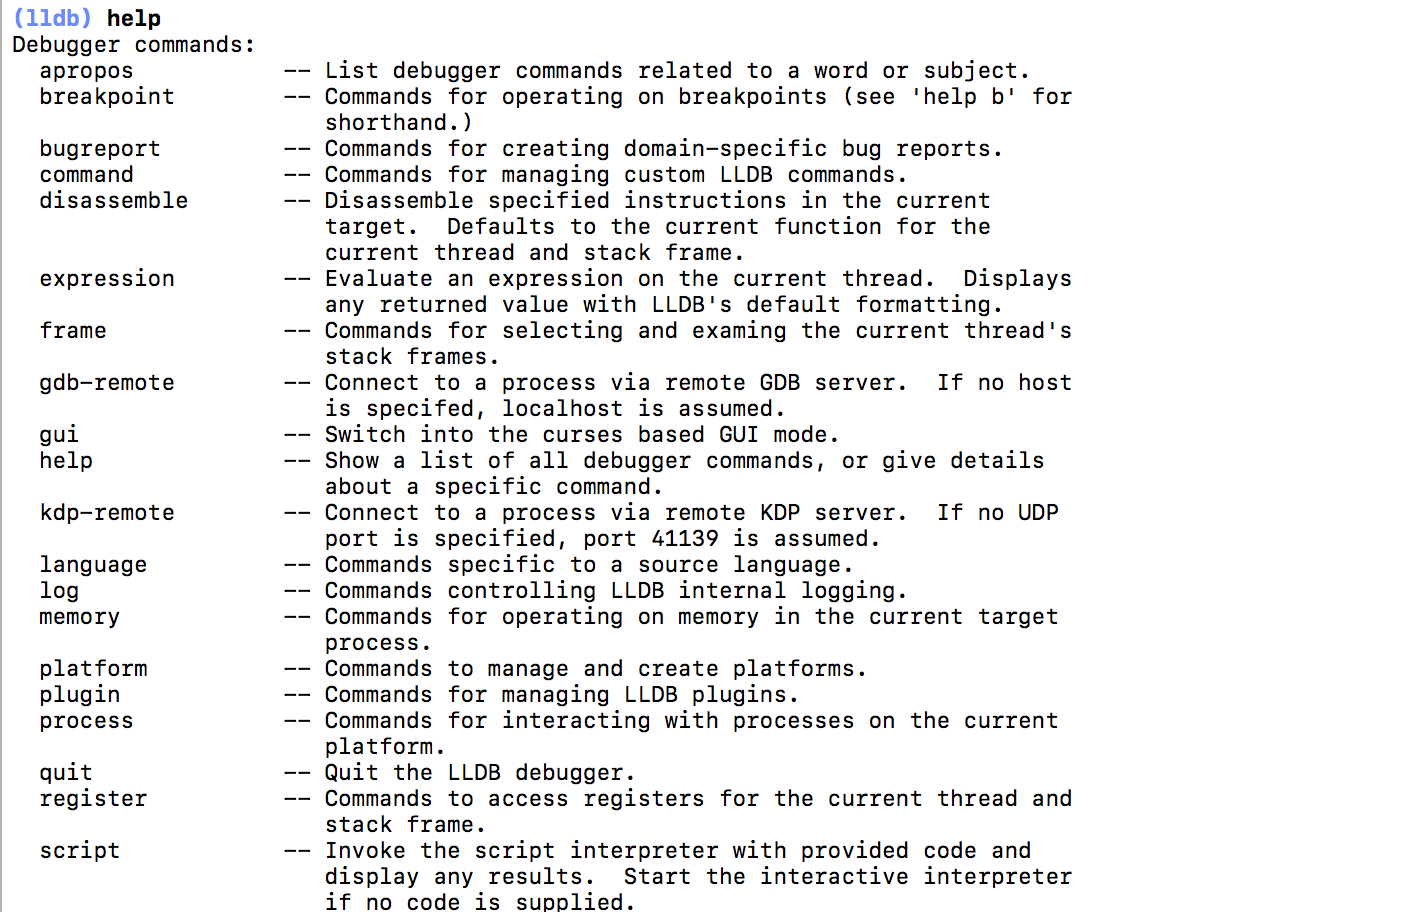 (lldb) help
Debugger commands:
  apropos           -- List debugger commands related to a word or subject.
  breakpoint        -- Commands for operating on breakpoints (see 'help b' for
                       shorthand.)
  bugreport         -- Commands for creating domain-specific bug reports.
  command           -- Commands for managing custom LLDB commands.
  disassemble       -- Disassemble specified instructions in the current
                       target.  Defaults to the current function for the
                       current thread and stack frame.
  expression        -- Evaluate an expression on the current thread.  Displays
                       any returned value with LLDB's default formatting.
  frame             -- Commands for selecting and examing the current thread's
                       stack frames.
  gdb-remote        -- Connect to a process via remote GDB server.  If no host
                       is specifed, localhost is assumed.
  gui               -- Switch into the curses based GUI mode.
  help              -- Show a list of all debugger commands, or give details
                       about a specific command.
  kdp-remote        -- Connect to a process via remote KDP server.  If no UDP
                       port is specified, port 41139 is assumed.
  language          -- Commands specific to a source language.
  log               -- Commands controlling LLDB internal logging.
  memory            -- Commands for operating on memory in the current target
                       process.
  platform          -- Commands to manage and create platforms.
  plugin            -- Commands for managing LLDB plugins.
  process           -- Commands for interacting with processes on the current
                       platform.
  quit              -- Quit the LLDB debugger.
  register          -- Commands to access registers for the current thread and
                       stack frame.
  script            -- Invoke the script interpreter with provided code and
                       display any results.  Start the interactive interpreter
                       if no code is supplied.